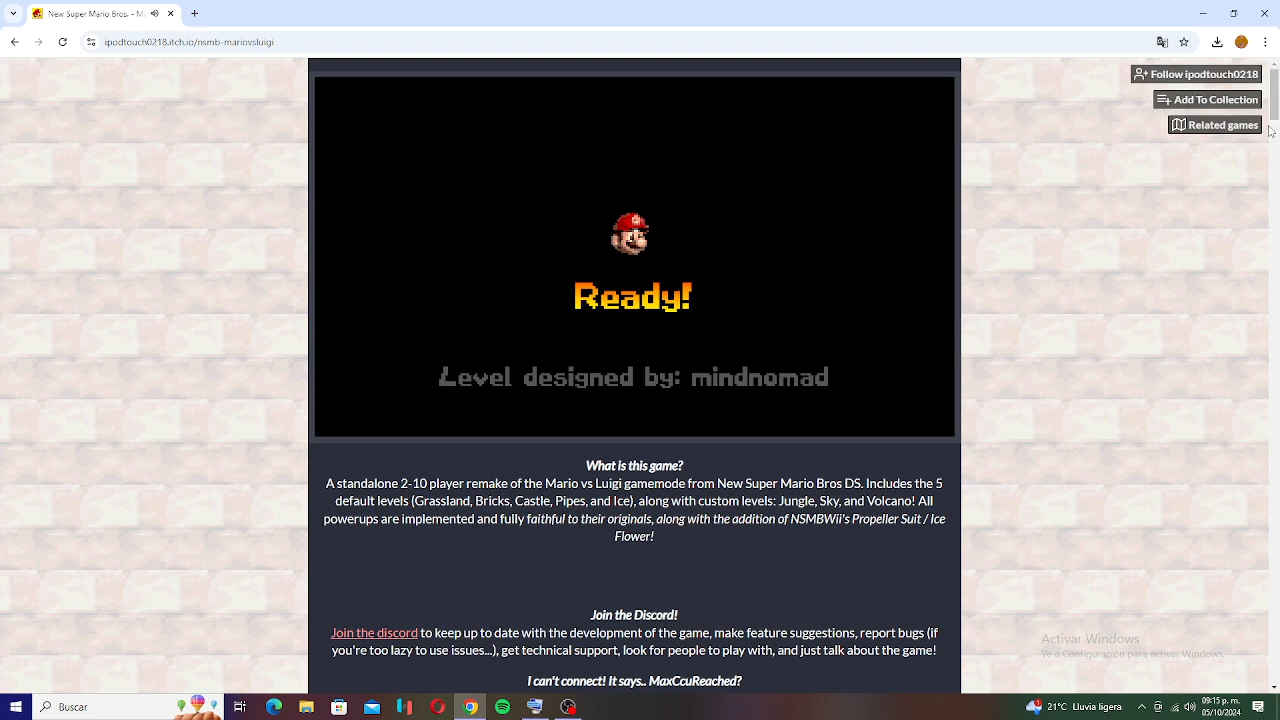 New Super Mario Bros. - M
ipodtouch0218.itch.io/nsmb-mariovsluigi
Follow ipodtouch0218
Add To Collection
Related games
Ready!
Level designed by: mindnomad
What is this game?
A standalone 2-10 player remake of the Mario vs Luigi gamemode from New Super Mario Bros DS. Includes the 5
default levels (Grassland, Bricks, Castle, Pipes, and Ice), along with custom levels: Jungle, Sky, and Volcano! All
powerups are implemented and fully faithful to their originals, along with the addition of NSMBWii's Propeller Suit / Ice
Flower!
Join the Discord!
Join the discord to keep up to date with the development of the game, make feature suggestions, report bugs (if
you're too lazy to use issues...), get technical support, look for people to play with, and just talk about the game!
I can't connect! It says.. MaxCcuReached?
Activar Windows
Ve a Configuración para activar Windows.
Buscar
21°C Lluvia
09:15 p. m.
05/10/2024